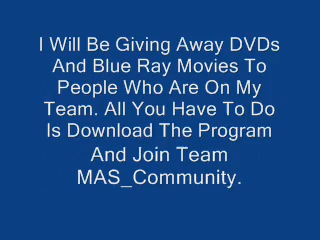 I Will Be Giving Away DVDs
And Blue Ray Movies To
People Who Are On My
Team. All You Have To Do
Is Download The Program
And Join Team
MAS_Community.